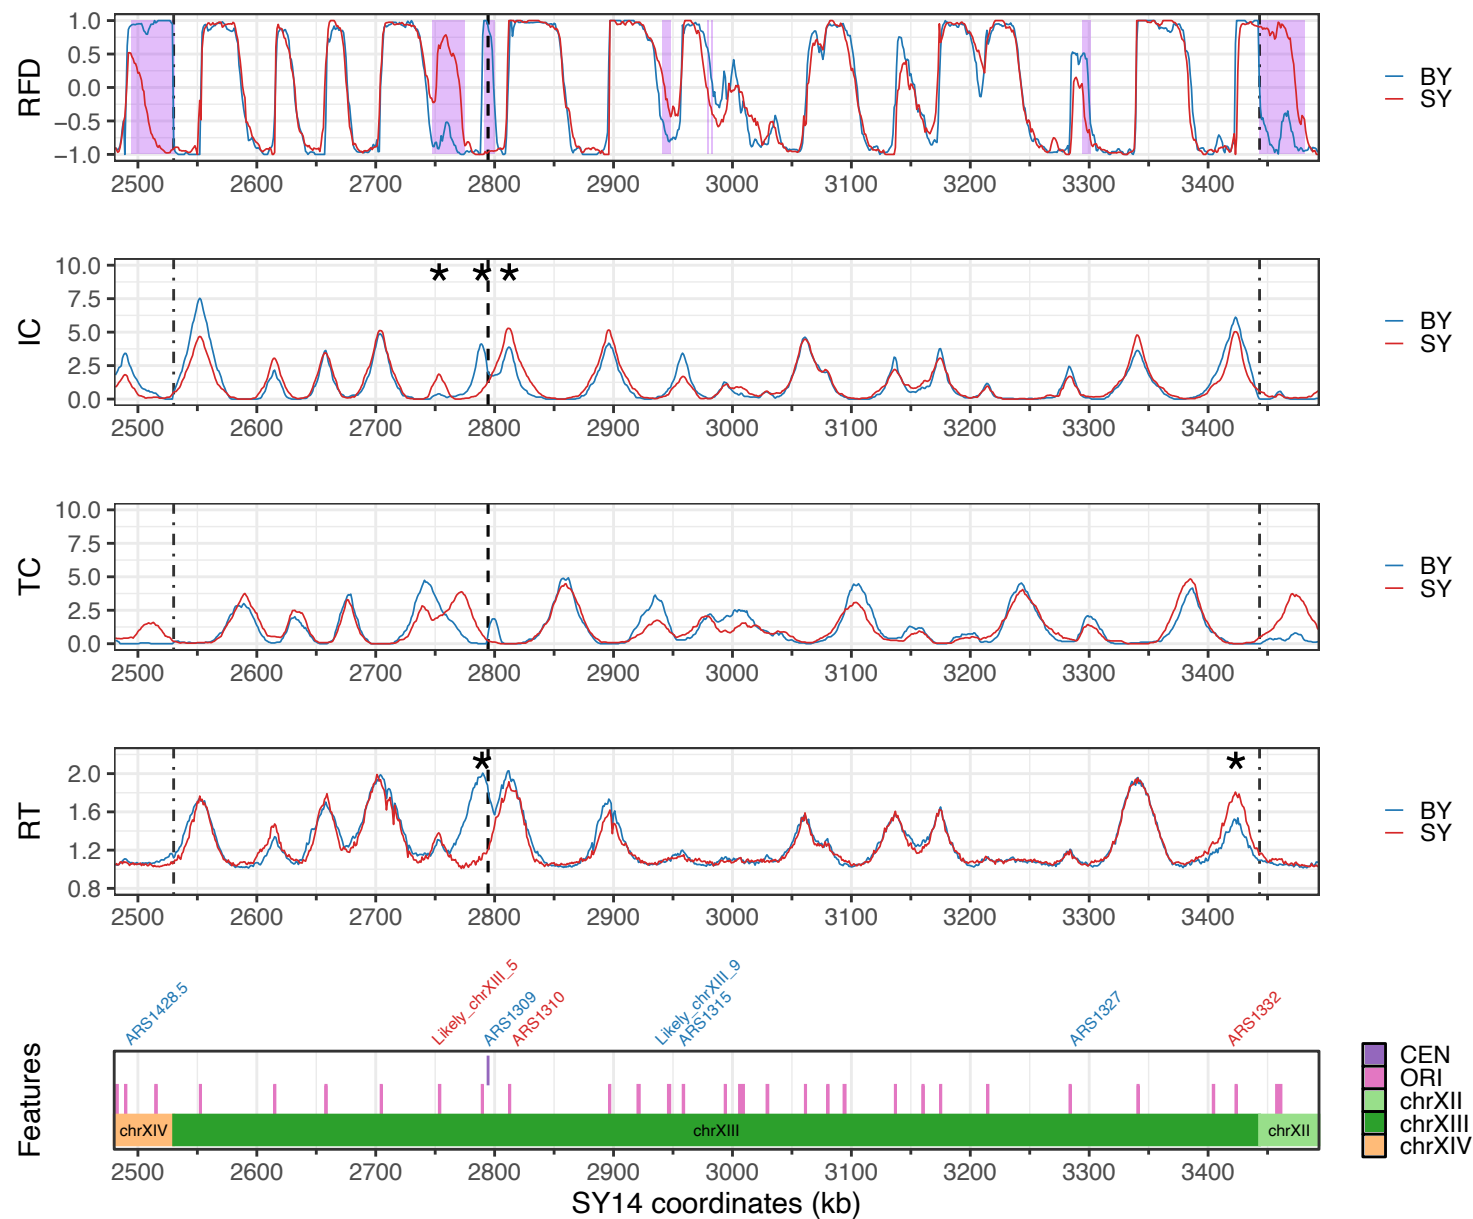 RFD
1.0
0.5
0.0
−0.5
−1.0
2500 2600 2700 2800 2900 3000 3100 3200 3300 3400
BY
SY
IC
10.0
7.5
5.0
2.5
0.0
* * *
2500 2600 2700 2800 2900 3000 3100 3200 3300 3400
BY
SY
TC
10.0
7.5
5.0
2.5
0.0
2500 2600 2700 2800 2900 3000 3100 3200 3300 3400
BY
SY
RT
2.0
1.6
1.2
0.8
* *
2500 2600 2700 2800 2900 3000 3100 3200 3300 3400
BY
SY
Features
ARS1428.5
Likely_chrXIII_5
ARS1309
ARS1310
Likely_chrXIII_9
ARS1315
ARS1327
ARS1332
chrXIV chrXIII chrXII
2500 2600 2700 2800 2900 3000 3100 3200 3300 3400
SY14 coordinates (kb)
CEN
ORI
chrXII
chrXIII
chrXIV